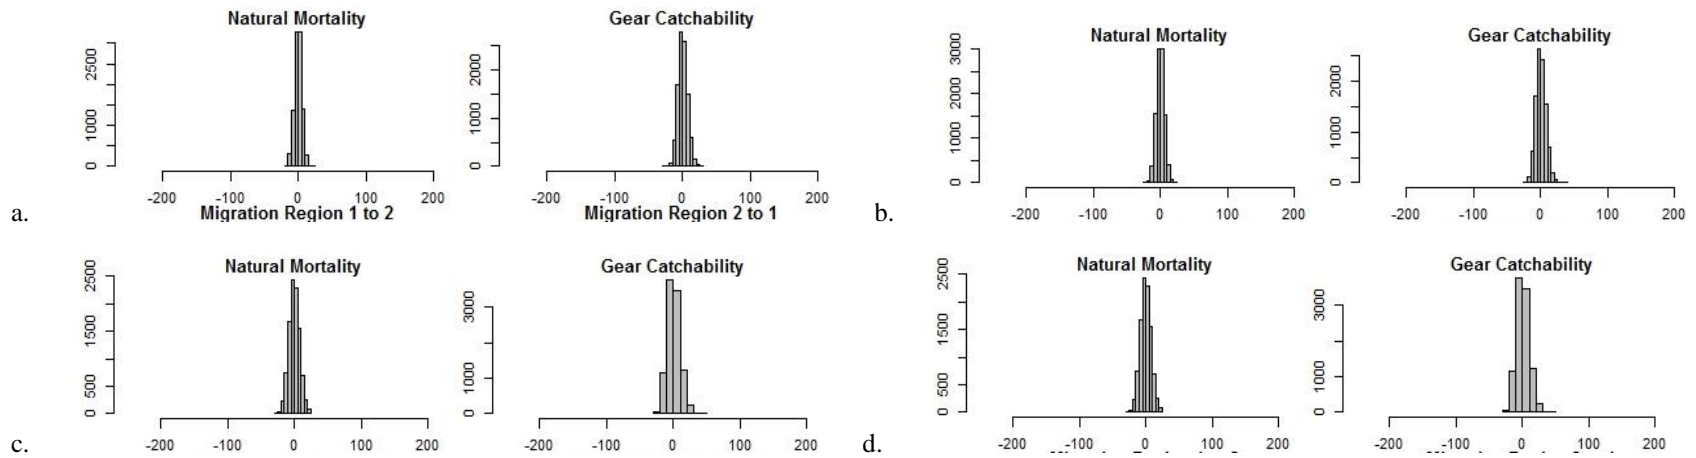 Natural Mortality
Gear Catchability
0 1000 2500
0 1000 2000
-200 -100 0 100 200
-200 -100 0 100 200
a.
Migration Region 1 to 2
Migration Region 2 to 1
Natural Mortality
Gear Catchability
0 1000 2000 3000
0 1000 2000
-200 -100 0 100 200
-200 -100 0 100 200
b.
Natural Mortality
Gear Catchability
0 500 1500 2500
0 1000 3000
-200 -100 0 100 200
-200 -100 0 100 200
c.
Natural Mortality
Gear Catchability
0 500 1500 2500
0 1000 3000
-200 -100 0 100 200
-200 -100 0 100 200
d.